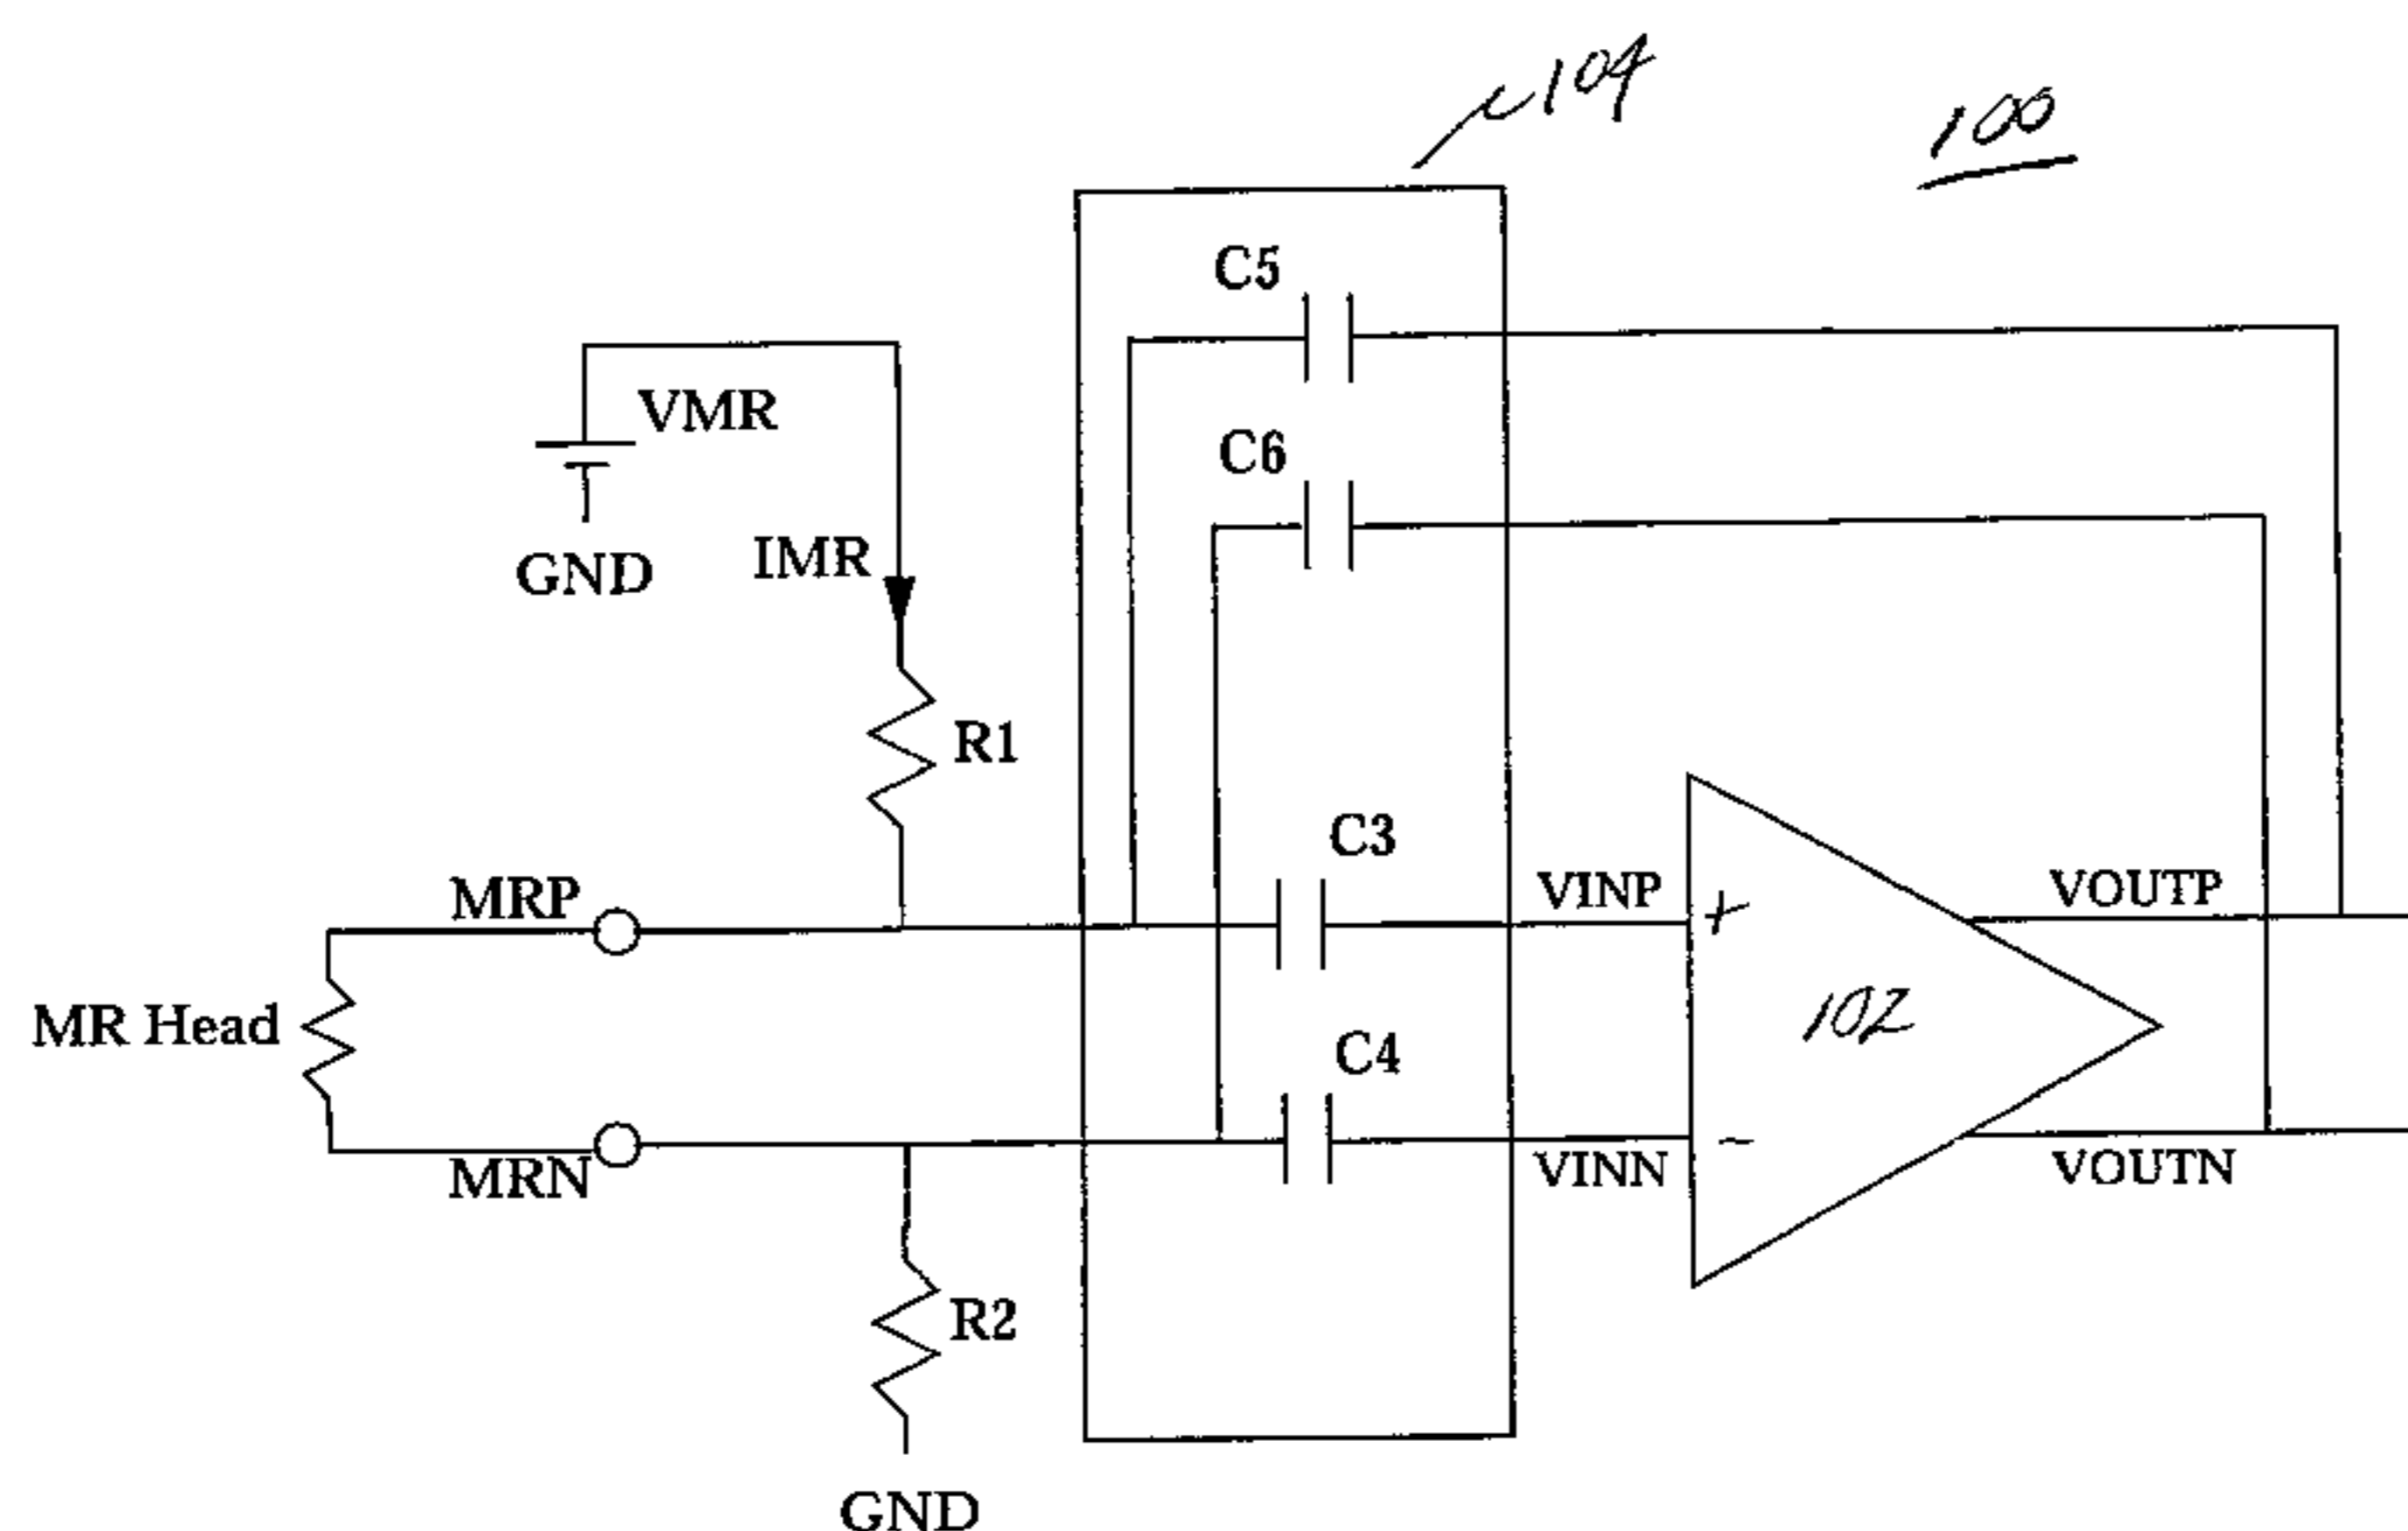 104
100
C5
VMR
C6
GND
IMR
R1
C3
MRP
VINP
+
VOUTP
MR Head
102
C4
MRN
VINN
-
VOUTN
R2
GND